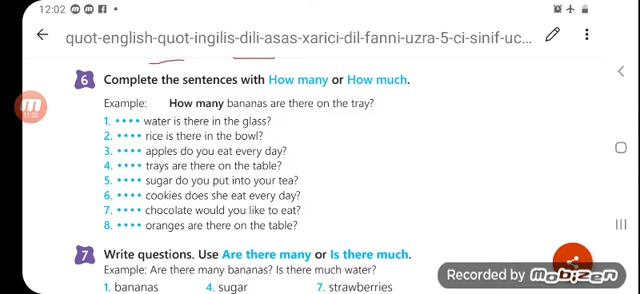 12:02
quot-english-quot-ingilis-dili-asas-xarici-dil-fanni-uzra-5-ci-sinif-uc...
6 Complete the sentences with How many or How much.
Example: How many bananas are there on the tray?
1. •••• water is there in the glass?
2. •••• rice is there in the bowl?
3. •••• apples do you eat every day?
4. •••• trays are there on the table?
5. •••• sugar do you put into your tea?
6. •••• cookies does she eat every day?
7. •••• chocolate would you like to eat?
8. •••• oranges are there on the table?
7 Write questions. Use Are there many or Is there much.
Example: Are there many bananas? Is there much water?
1. bananas 4. sugar 7. strawberries
Recorded by mobizen